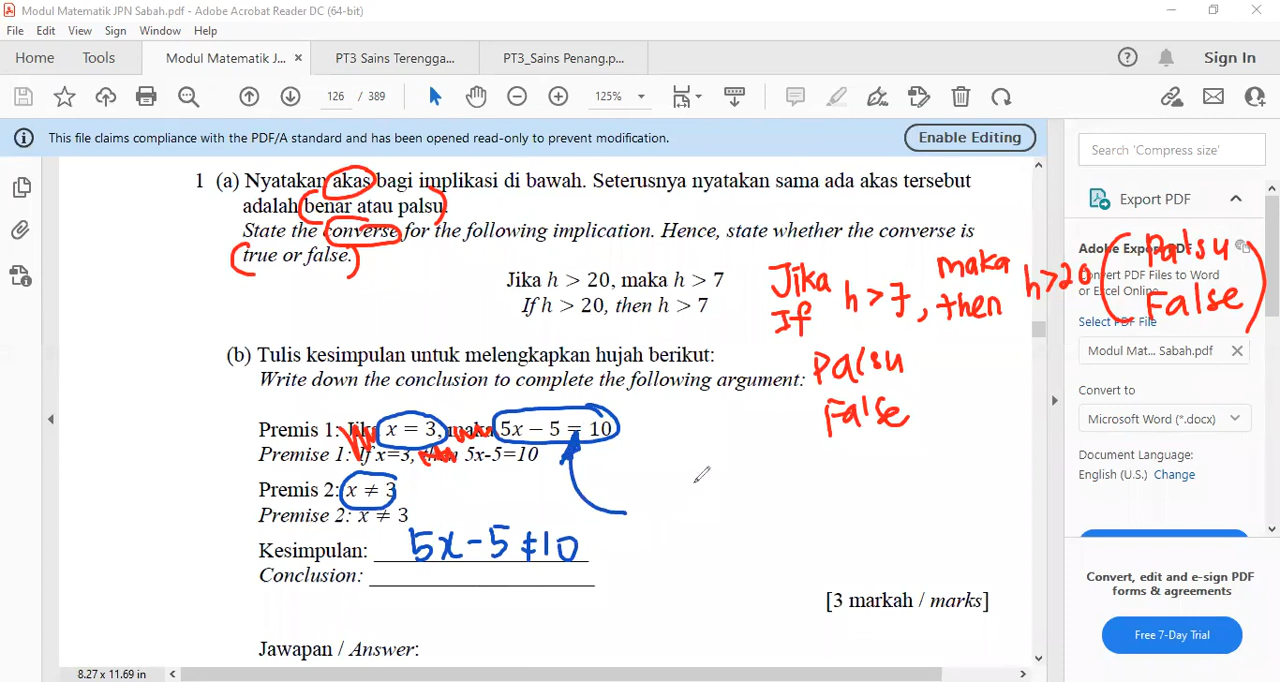 Modul Matematik JPN Sabah.pdf - Adobe Acrobat Reader DC (64-bit)
File Edit View Sign Window Help
Home Tools Modul Matematik J... × PT3 Sains Terengga... PT3_Sains Penang.p... Sign In
126 / 389 125%
This file claims compliance with the PDF/A standard and has been opened read-only to prevent modification. Enable Editing
1 (a) Nyatakan akas bagi implikasi di bawah. Seterusnya nyatakan sama ada akas tersebut
adalah benar atau palsu.
State the converse for the following implication. Hence, state whether the converse is
true or false.
Jika h > 20, maka h > 7
If h > 20, then h > 7
Jika h > 7, maka h > 20 (Palsu
If then False)
(b) Tulis kesimpulan untuk melengkapkan hujah berikut:
Write down the conclusion to complete the following argument:
Palsu
False
Premis 1: Jika x = 3, maka 5x − 5 = 10
Premise 1: If x=3, then 5x-5=10
Premis 2: x ≠ 3
Premise 2: x ≠ 3
Kesimpulan: 5x - 5 ≠ 10
Conclusion:
[3 markah / marks]
Jawapan / Answer:
8.27 x 11.69 in
Search 'Compress size'
Export PDF
Adobe Export PDF
Convert PDF Files to Word
or Excel Online
Select PDF File
Modul Mat... Sabah.pdf ×
Convert to
Microsoft Word (*.docx)
Document Language:
English (U.S.) Change
Convert, edit and e-sign PDF
forms & agreements
Free 7-Day Trial